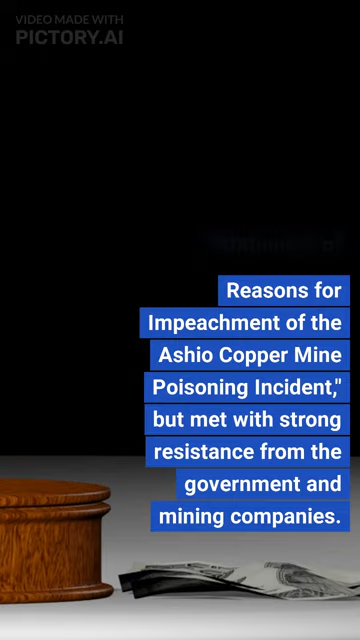 VIDEO MADE WITH
PICTORY.AI
Reasons for
Impeachment of the
Ashio Copper Mine
Poisoning Incident,"
but met with strong
resistance from the
government and
mining companies.